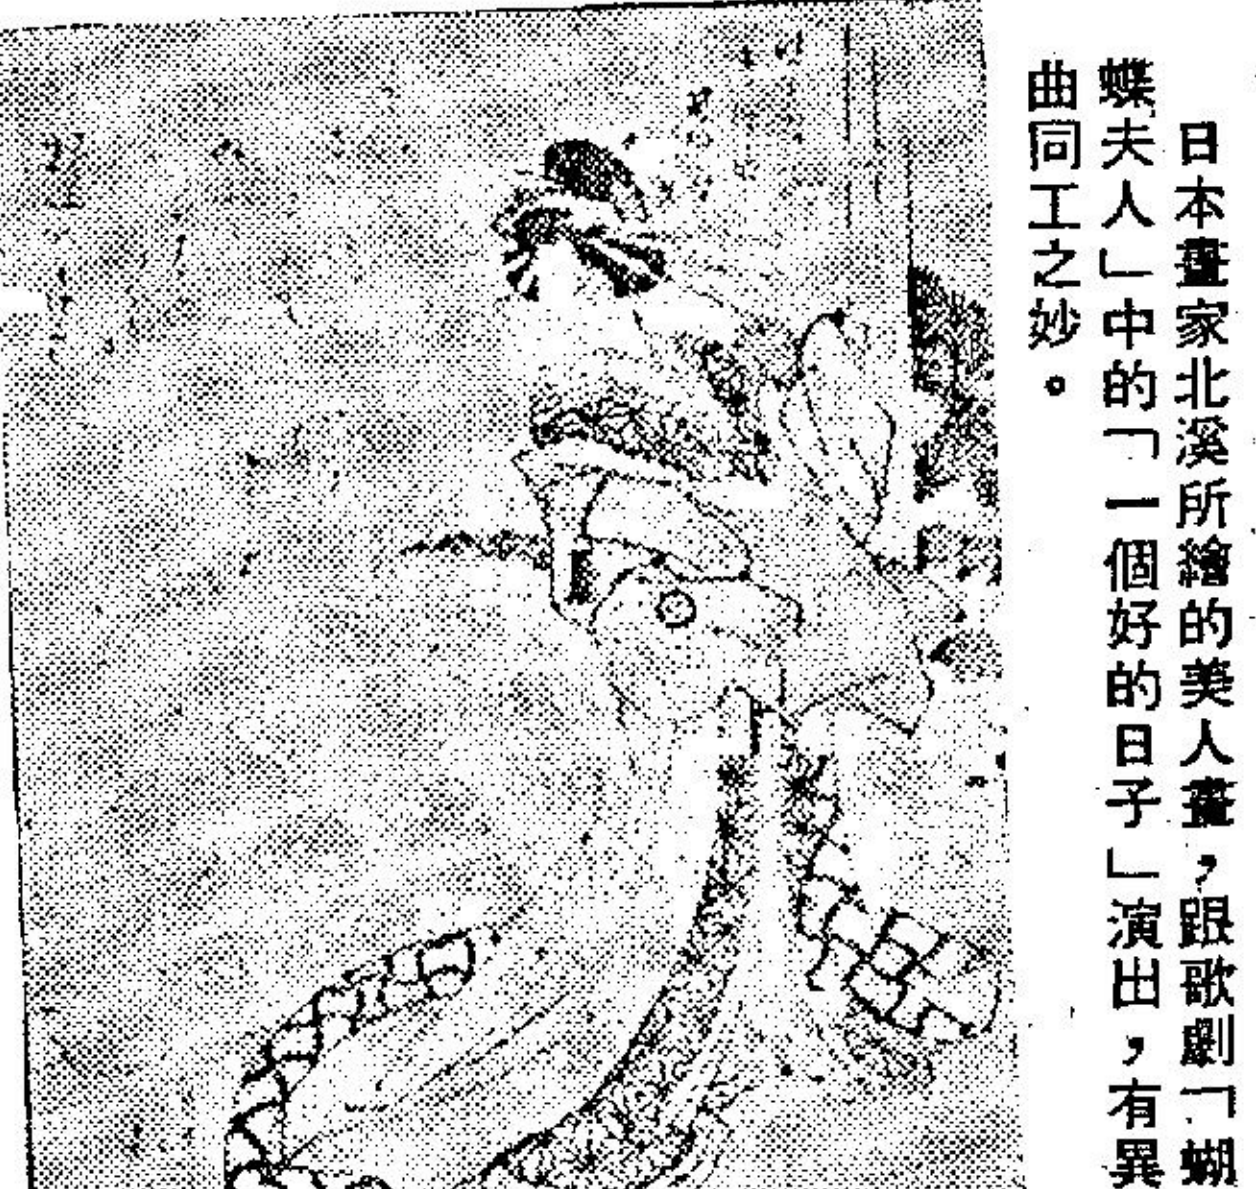 日本畫家北溪所繪的美人畫，跟歌劇「蝴
蝶夫人」中的「一個好的日子」演出，有異
曲同工之妙。